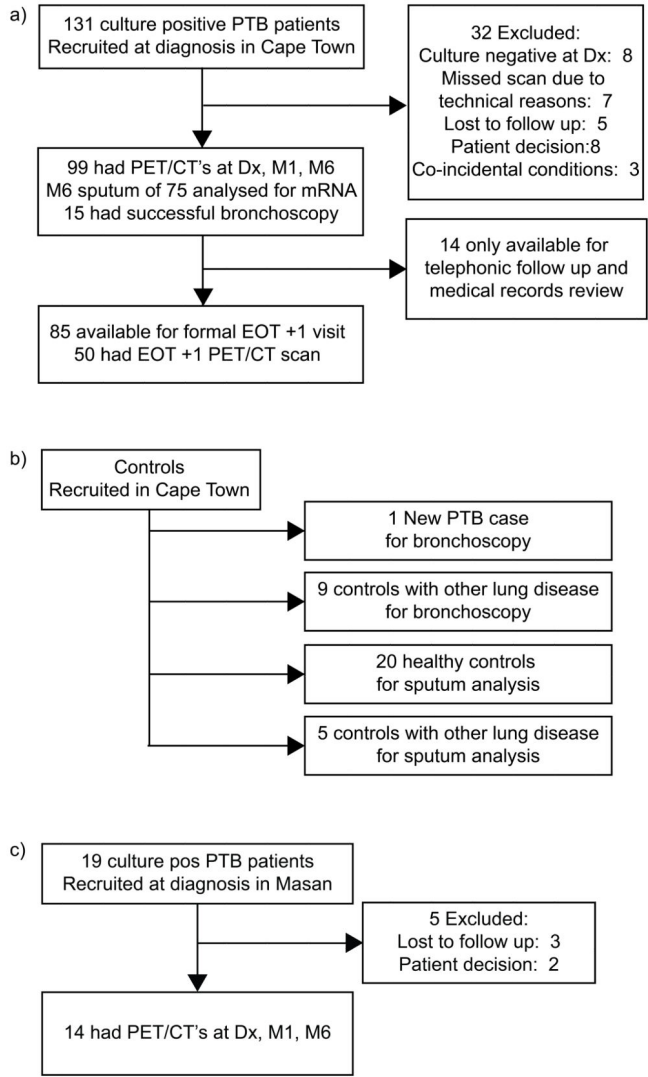 a)
131 culture positive PTB patients
Recruited at diagnosis in Cape Town
32 Excluded:
Culture negative at Dx: 8
Missed scan due to
technical reasons: 7
Lost to follow up: 5
Patient decision:8
Co-incidental conditions: 3
99 had PET/CT's at Dx, M1, M6
M6 sputum of 75 analysed for mRNA
15 had successful bronchoscopy
14 only available for
telephonic follow up and
medical records review
85 available for formal EOT +1 visit
50 had EOT +1 PET/CT scan
b)
Controls
Recruited in Cape Town
1 New PTB case
for bronchoscopy
9 controls with other lung disease
for bronchoscopy
20 healthy controls
for sputum analysis
5 controls with other lung disease
for sputum analysis
c)
19 culture pos PTB patients
Recruited at diagnosis in Masan
5 Excluded:
Lost to follow up: 3
Patient decision: 2
14 had PET/CT's at Dx, M1, M6